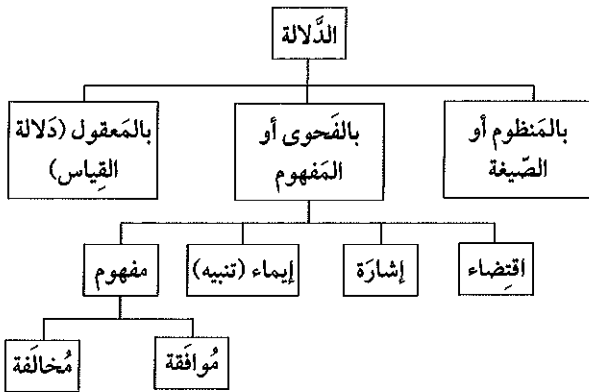 الدَّلالة
بالمَنظوم أو
الصّيغة
بالفَحوى أو
المَفهوم
بالمَعقول (دَلالة
القِياس)
اقتِضاء
إشارَة
إيماء (تنبيه)
مفهوم
مُوافَقة
مُخالَفة